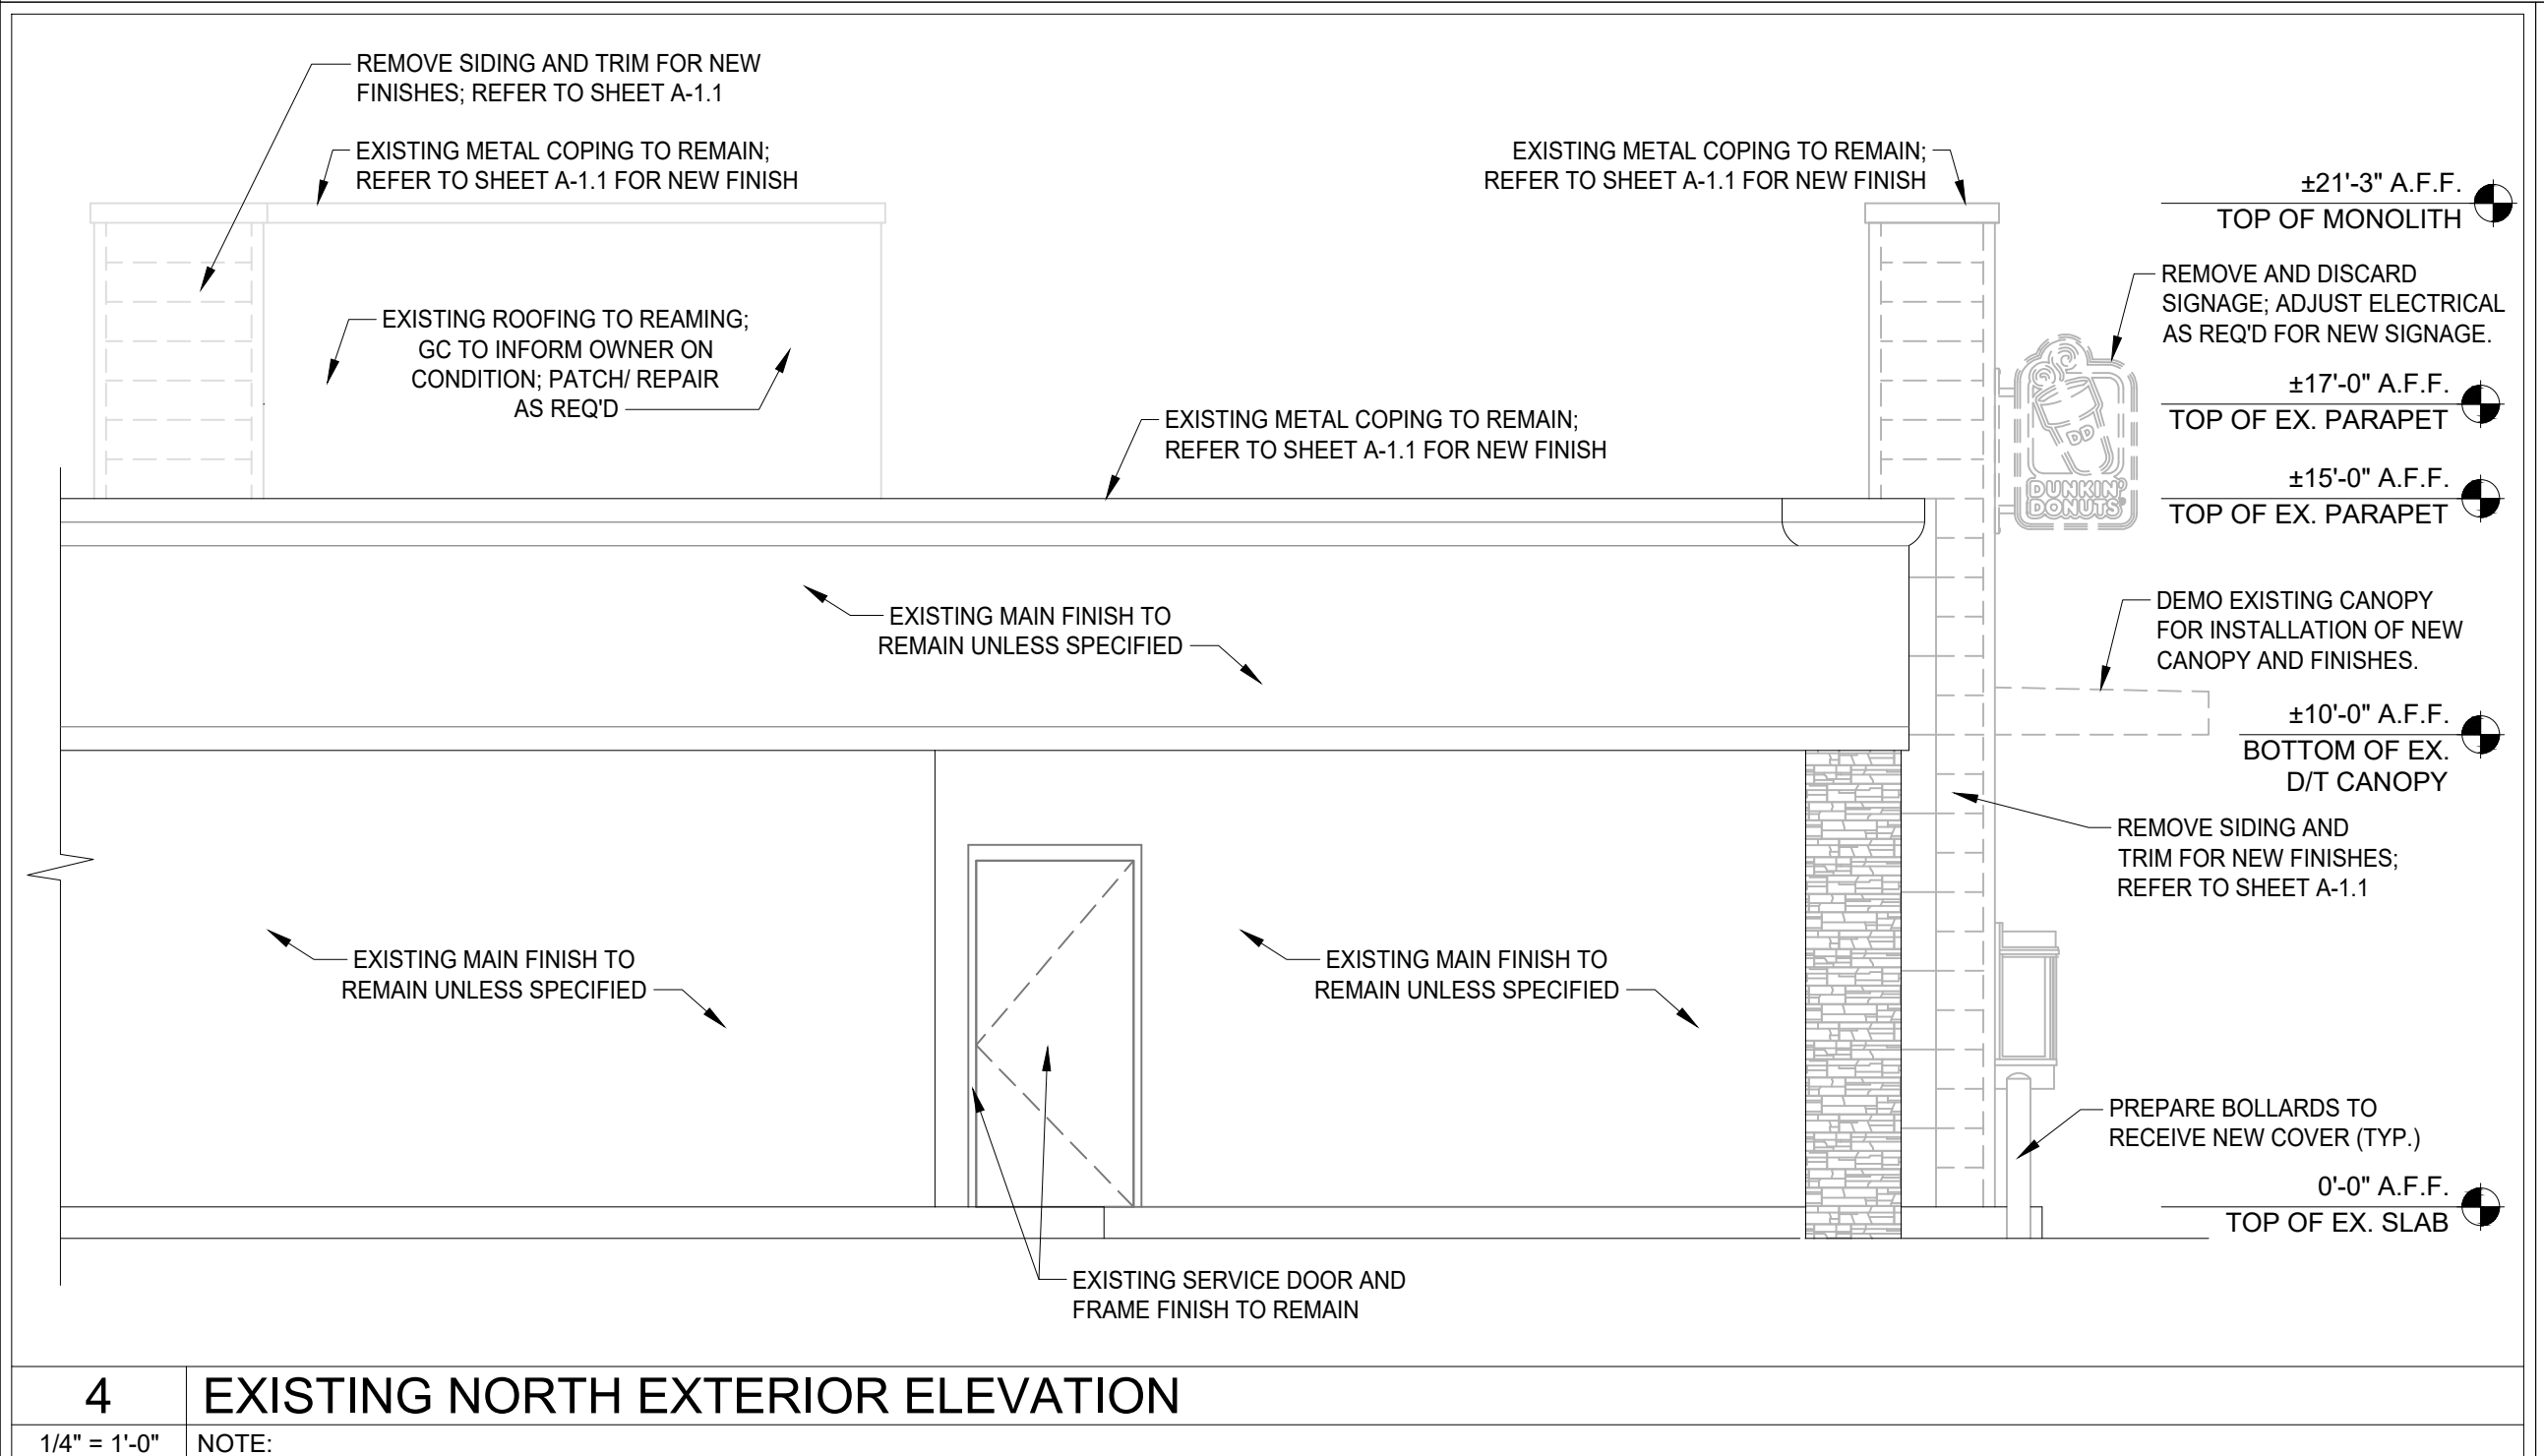 REMOVE SIDING AND TRIM FOR NEW
FINISHES; REFER TO SHEET A-1.1
EXISTING METAL COPING TO REMAIN;
REFER TO SHEET A-1.1 FOR NEW FINISH
EXISTING METAL COPING TO REMAIN;
REFER TO SHEET A-1.1 FOR NEW FINISH
±21'-3" A.F.F.
TOP OF MONOLITH
REMOVE AND DISCARD
SIGNAGE; ADJUST ELECTRICAL
AS REQ'D FOR NEW SIGNAGE.
EXISTING ROOFING TO REAMING;
GC TO INFORM OWNER ON
CONDITION; PATCH/ REPAIR
AS REQ'D
±17'-0" A.F.F.
TOP OF EX. PARAPET
EXISTING METAL COPING TO REMAIN;
REFER TO SHEET A-1.1 FOR NEW FINISH
DD
DUNKIN'
DONUTS
±15'-0" A.F.F.
TOP OF EX. PARAPET
EXISTING MAIN FINISH TO
REMAIN UNLESS SPECIFIED
DEMO EXISTING CANOPY
FOR INSTALLATION OF NEW
CANOPY AND FINISHES.
±10'-0" A.F.F.
BOTTOM OF EX.
D/T CANOPY
REMOVE SIDING AND
TRIM FOR NEW FINISHES;
REFER TO SHEET A-1.1
EXISTING MAIN FINISH TO
REMAIN UNLESS SPECIFIED
EXISTING MAIN FINISH TO
REMAIN UNLESS SPECIFIED
PREPARE BOLLARDS TO
RECEIVE NEW COVER (TYP.)
0'-0" A.F.F.
TOP OF EX. SLAB
EXISTING SERVICE DOOR AND
FRAME FINISH TO REMAIN
4
EXISTING NORTH EXTERIOR ELEVATION
1/4" = 1'-0"
NOTE: